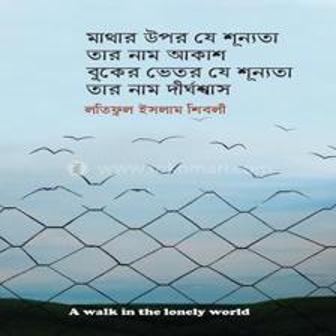 মাথার উপর যে শূন্যতা
তার নাম আকাশ
বুকের ভেতর যে শূন্যতা
তার নাম দীর্ঘশ্বাস
লতিফুল ইসলাম শিবলী
A walk in the lonely world